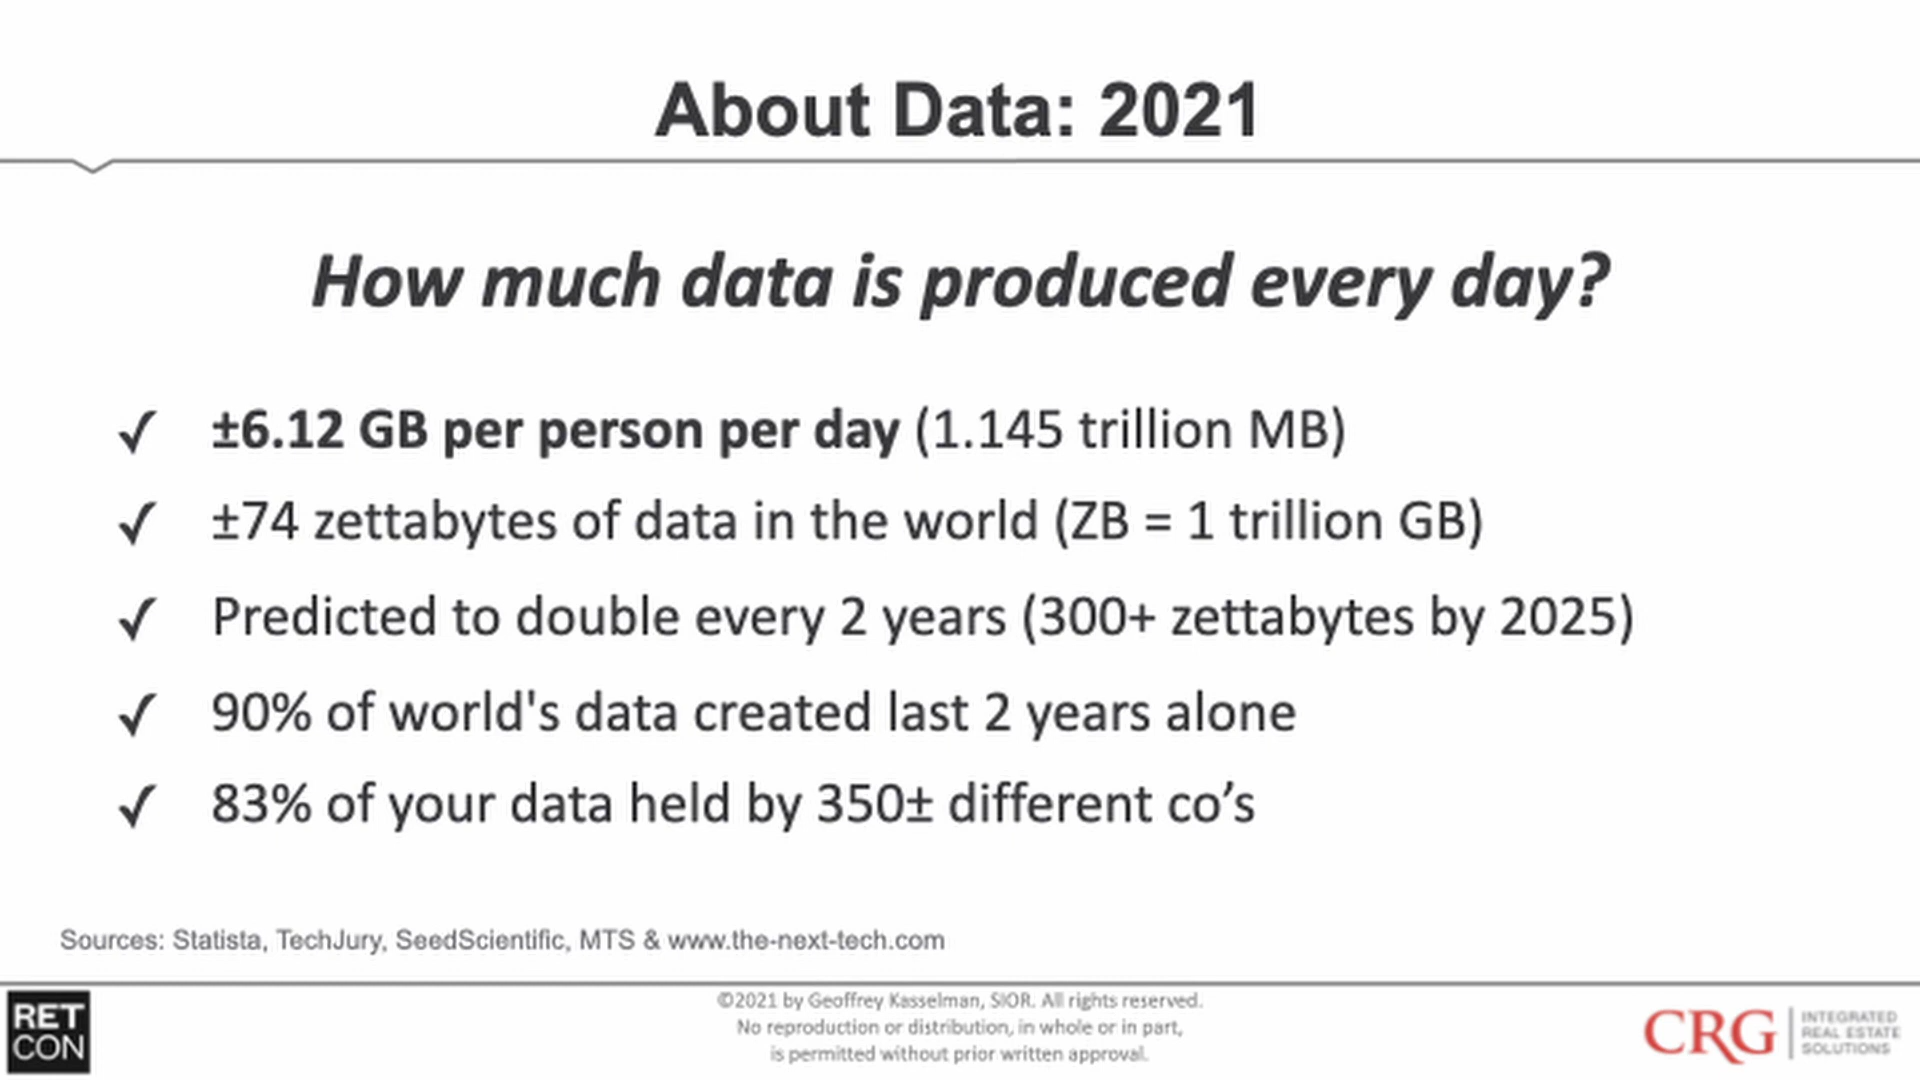 About Data: 2021
How much data is produced every day?
✓ ±6.12 GB per person per day (1.145 trillion MB)
✓ ±74 zettabytes of data in the world (ZB = 1 trillion GB)
✓ Predicted to double every 2 years (300+ zettabytes by 2025)
✓ 90% of world's data created last 2 years alone
✓ 83% of your data held by 350± different co’s
Sources: Statista, TechJury, SeedScientific, MTS & www.the-next-tech.com
RET
CON
©2021 by Geoffrey Kasselman, SIOR. All rights reserved.
No reproduction or distribution, in whole or in part,
is permitted without prior written approval.
CRG
INTEGRATED
REAL ESTATE
SOLUTIONS